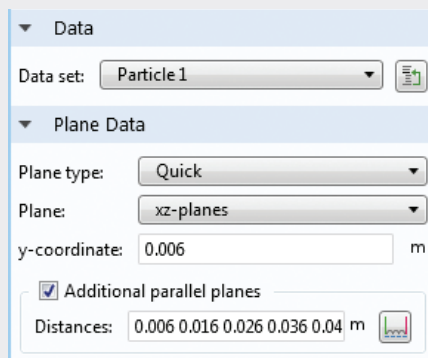 Data
Data set: Particle 1
Plane Data
Plane type: Quick
Plane: xz-planes
y-coordinate: 0.006 m
Additional parallel planes
Distances: 0.006 0.016 0.026 0.036 0.04 m